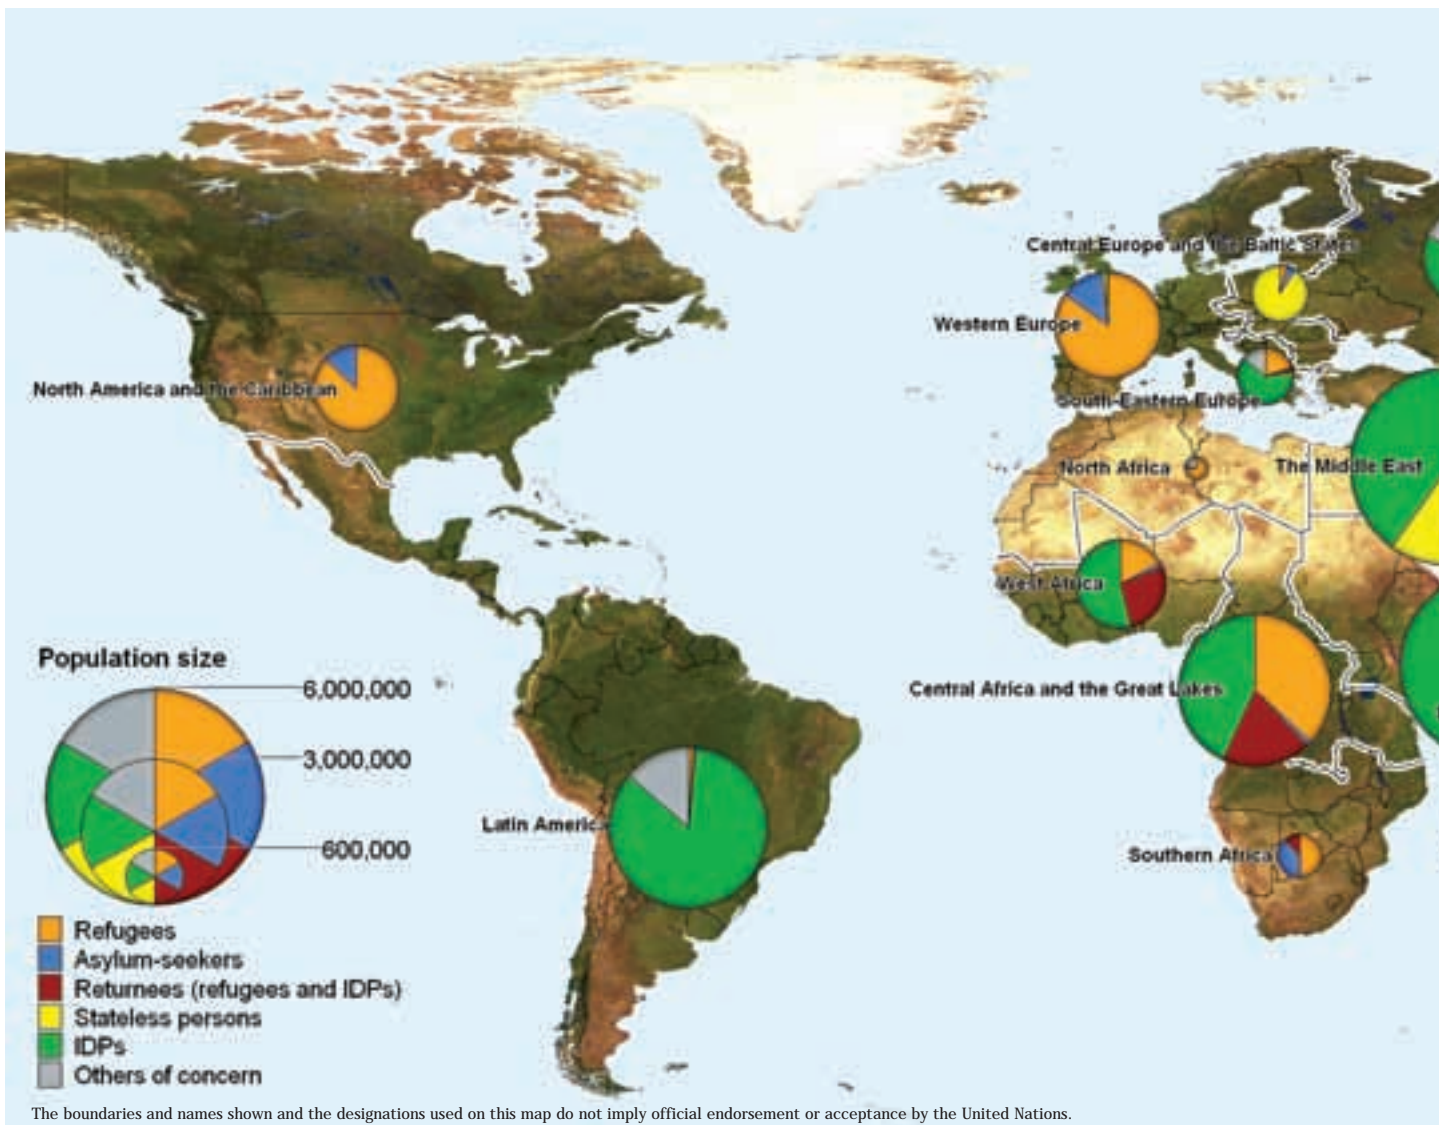 Central Europe and the Baltic States
Western Europe
North America and the Caribbean
South-Eastern Europe
North Africa
The Middle East
West Africa
Population size
6,000,000
Central Africa and the Great Lakes
3,000,000
Latin America
600,000
Southern Africa
Refugees
Asylum-seekers
Returnees (refugees and IDPs)
Stateless persons
IDPs
Others of concern
The boundaries and names shown and the designations used on this map do not imply official endorsement or acceptance by the United Nations.